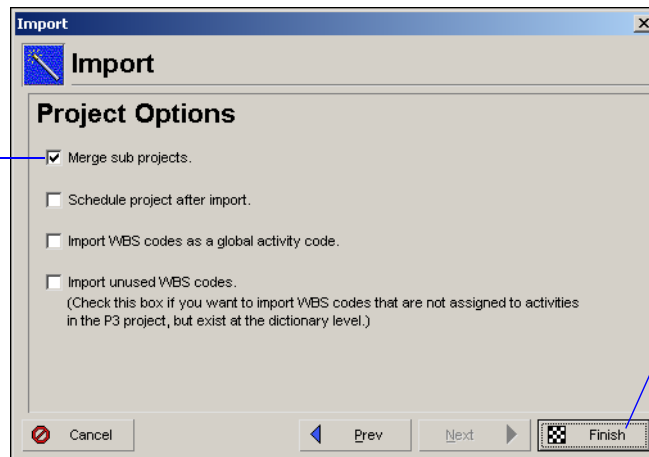 Import
Import
Project Options
Merge sub projects.
Schedule project after import.
Import WBS codes as a global activity code.
Import unused WBS codes.
(Check this box if you want to import WBS codes that are not assigned to activities
in the P3 project, but exist at the dictionary level.)
Cancel Prev Next Finish